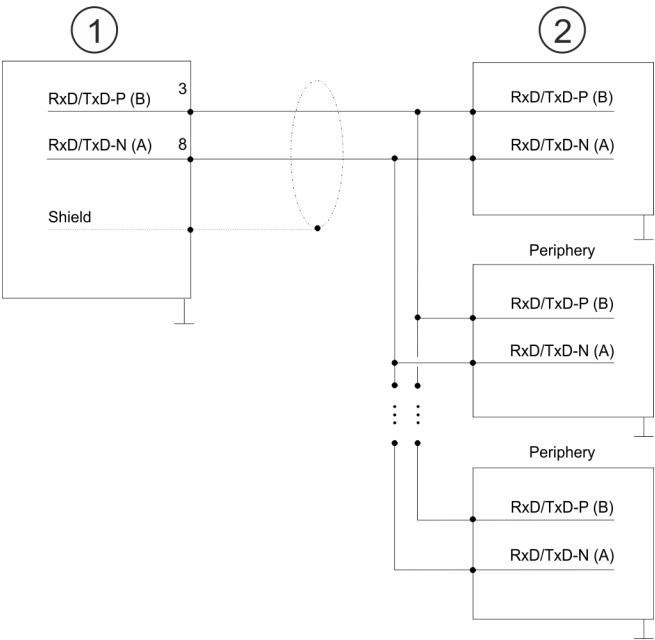 1
2
RxD/TxD-P (B) 3
RxD/TxD-N (A) 8
Shield
RxD/TxD-P (B)
RxD/TxD-N (A)
Periphery
RxD/TxD-P (B)
RxD/TxD-N (A)
Periphery
RxD/TxD-P (B)
RxD/TxD-N (A)